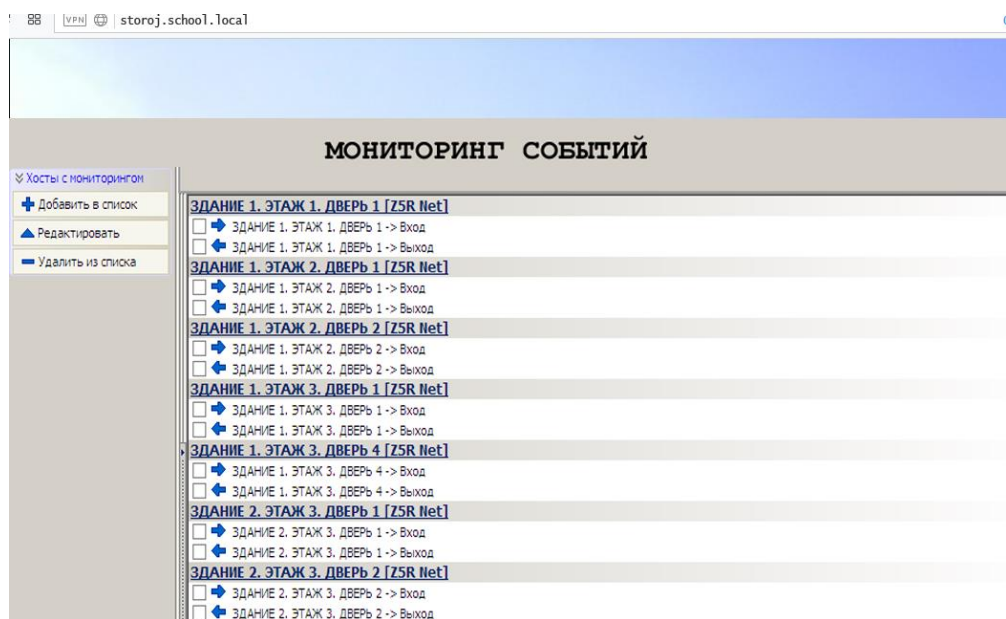 VPN storoj.school.local
МОНИТОРИНГ СОБЫТИЙ
Хосты с мониторингом
Добавить в список
Редактировать
Удалить из списка
ЗДАНИЕ 1. ЭТАЖ 1. ДВЕРЬ 1 [Z5R Net]
ЗДАНИЕ 1. ЭТАЖ 1. ДВЕРЬ 1 -> Вход
ЗДАНИЕ 1. ЭТАЖ 1. ДВЕРЬ 1 -> Выход
ЗДАНИЕ 1. ЭТАЖ 2. ДВЕРЬ 1 [Z5R Net]
ЗДАНИЕ 1. ЭТАЖ 2. ДВЕРЬ 1 -> Вход
ЗДАНИЕ 1. ЭТАЖ 2. ДВЕРЬ 1 -> Выход
ЗДАНИЕ 1. ЭТАЖ 2. ДВЕРЬ 2 [Z5R Net]
ЗДАНИЕ 1. ЭТАЖ 2. ДВЕРЬ 2 -> Вход
ЗДАНИЕ 1. ЭТАЖ 2. ДВЕРЬ 2 -> Выход
ЗДАНИЕ 1. ЭТАЖ 3. ДВЕРЬ 1 [Z5R Net]
ЗДАНИЕ 1. ЭТАЖ 3. ДВЕРЬ 1 -> Вход
ЗДАНИЕ 1. ЭТАЖ 3. ДВЕРЬ 1 -> Выход
ЗДАНИЕ 1. ЭТАЖ 3. ДВЕРЬ 4 [Z5R Net]
ЗДАНИЕ 1. ЭТАЖ 3. ДВЕРЬ 4 -> Вход
ЗДАНИЕ 1. ЭТАЖ 3. ДВЕРЬ 4 -> Выход
ЗДАНИЕ 2. ЭТАЖ 3. ДВЕРЬ 1 [Z5R Net]
ЗДАНИЕ 2. ЭТАЖ 3. ДВЕРЬ 1 -> Вход
ЗДАНИЕ 2. ЭТАЖ 3. ДВЕРЬ 1 -> Выход
ЗДАНИЕ 2. ЭТАЖ 3. ДВЕРЬ 2 [Z5R Net]
ЗДАНИЕ 2. ЭТАЖ 3. ДВЕРЬ 2 -> Вход
ЗДАНИЕ 2. ЭТАЖ 3. ДВЕРЬ 2 -> Выход